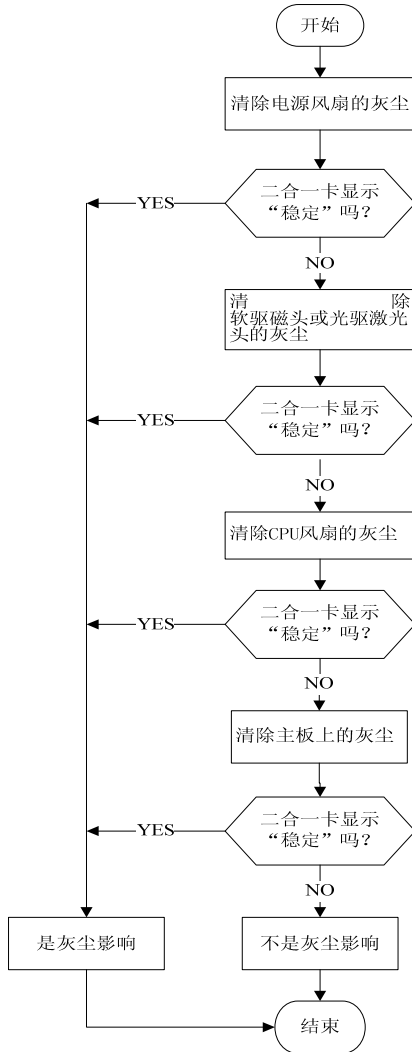 开始
清除电源风扇的灰尘
二合一卡显示
“稳定”吗？
YES
NO
清 除
软驱磁头或光驱激光
头的灰尘
二合一卡显示
“稳定”吗？
YES
NO
清除CPU风扇的灰尘
二合一卡显示
“稳定”吗？
YES
NO
清除主板上的灰尘
二合一卡显示
“稳定”吗？
YES
NO
是灰尘影响
不是灰尘影响
结束